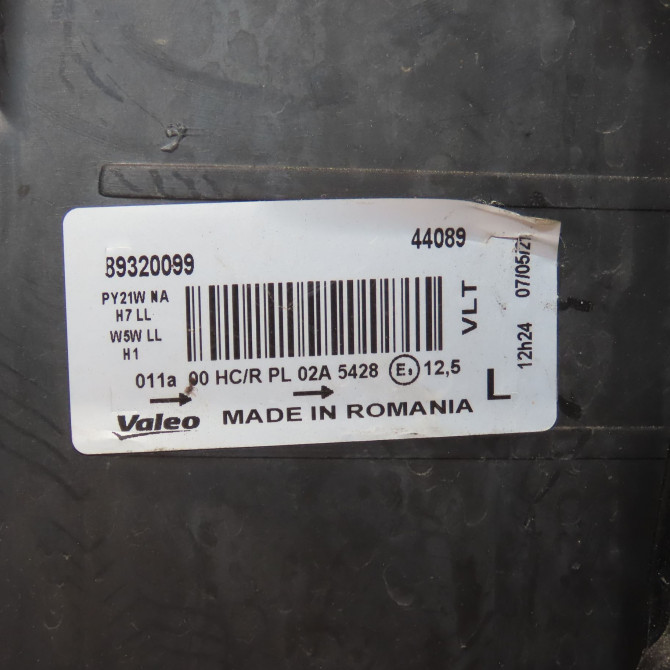 44089
89320099
PY21W NA
H7 LL
W5W LL
H1
VLT
12h24 07/05/21
011a 00 HC/R PL 02A 5428 E 12,5
L
Valeo MADE IN ROMANIA